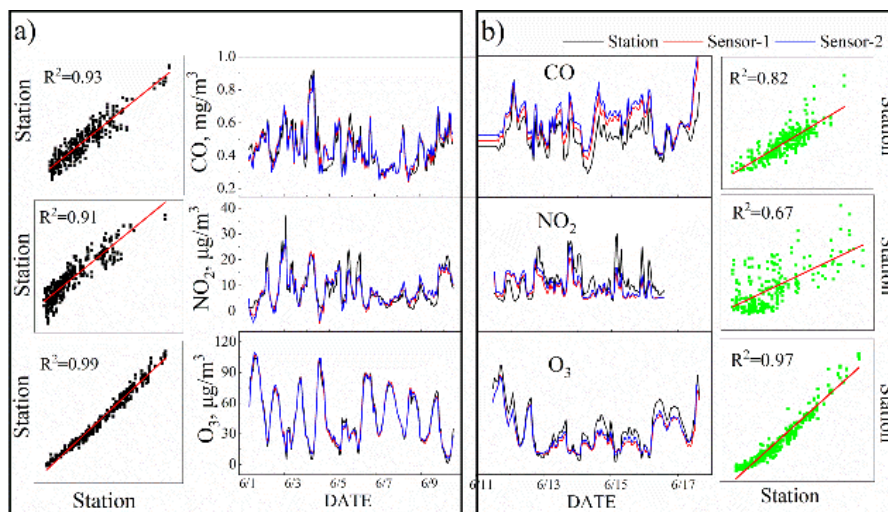 a)
R²=0.93
Station
CO, mg/m³
1.0
0.8
0.6
0.4
0.2
R²=0.91
Station
NO₂, µg/m³
40
30
20
10
0
R²=0.99
Station
Station
O₃, µg/m³
120
90
60
30
0
6/1 6/3 6/5 6/7 6/9
DATE
b)
Station Sensor-1 Sensor-2
CO
R²=0.82
Station
NO₂
R²=0.67
Station
O₃
R²=0.97
Station
Station
6/11 6/13 6/15 6/17
DATE